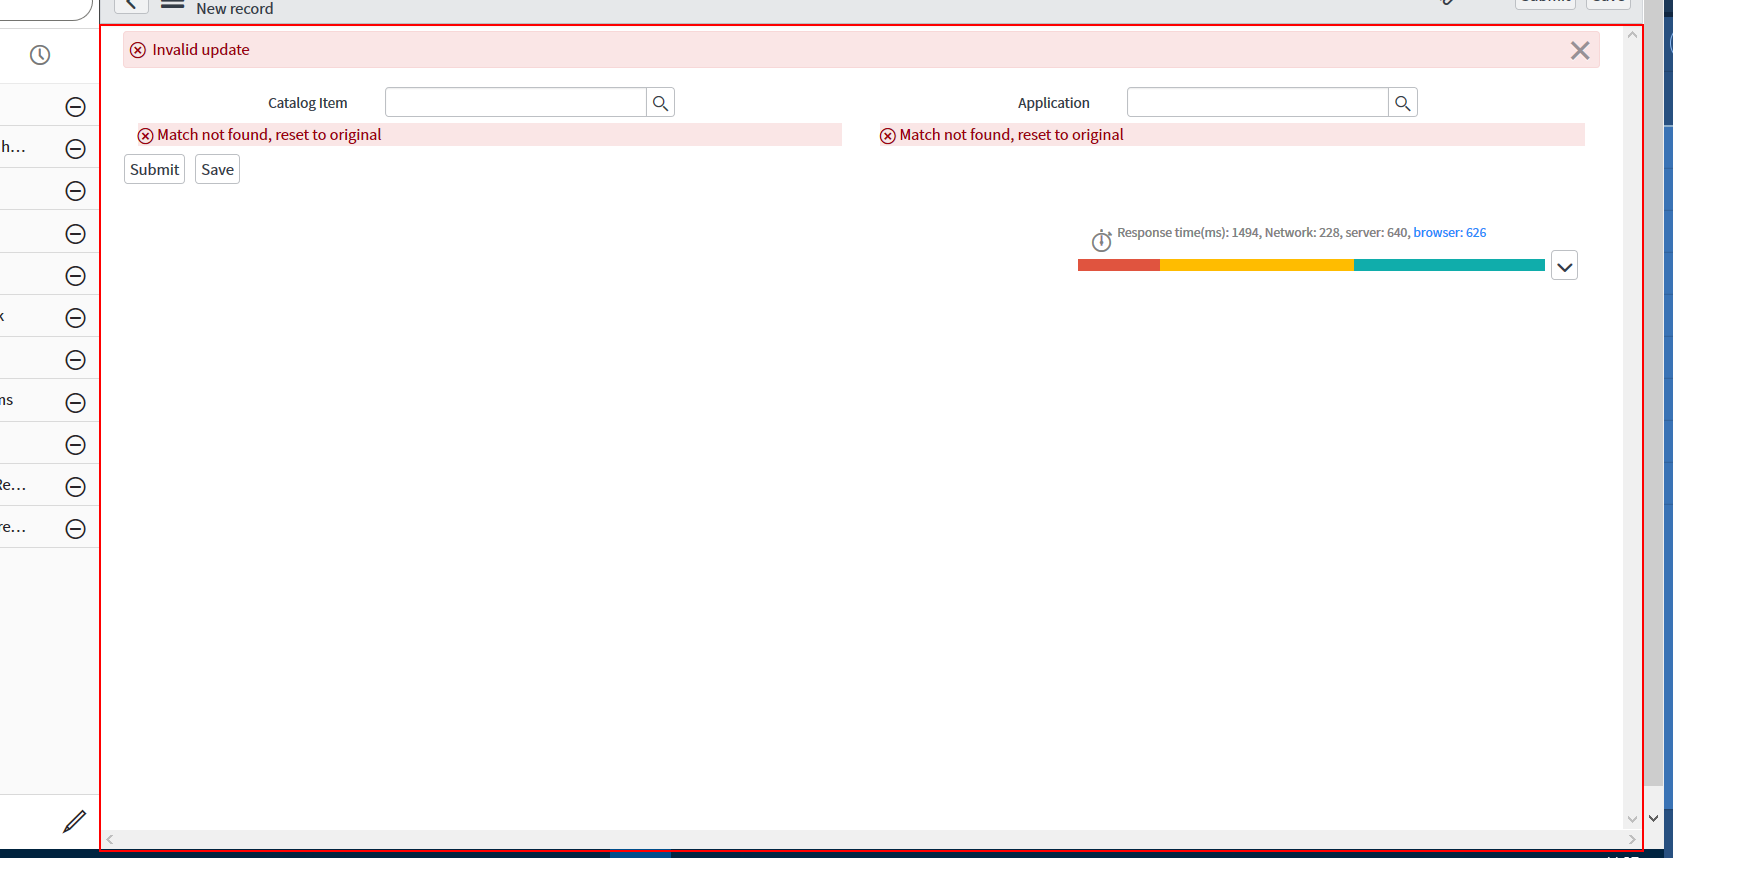 New record
Invalid update
h...
Catalog Item
Application
Match not found, reset to original
Match not found, reset to original
Submit Save
Response time(ms): 1494, Network: 228, server: 640, browser: 626
Re...
re...